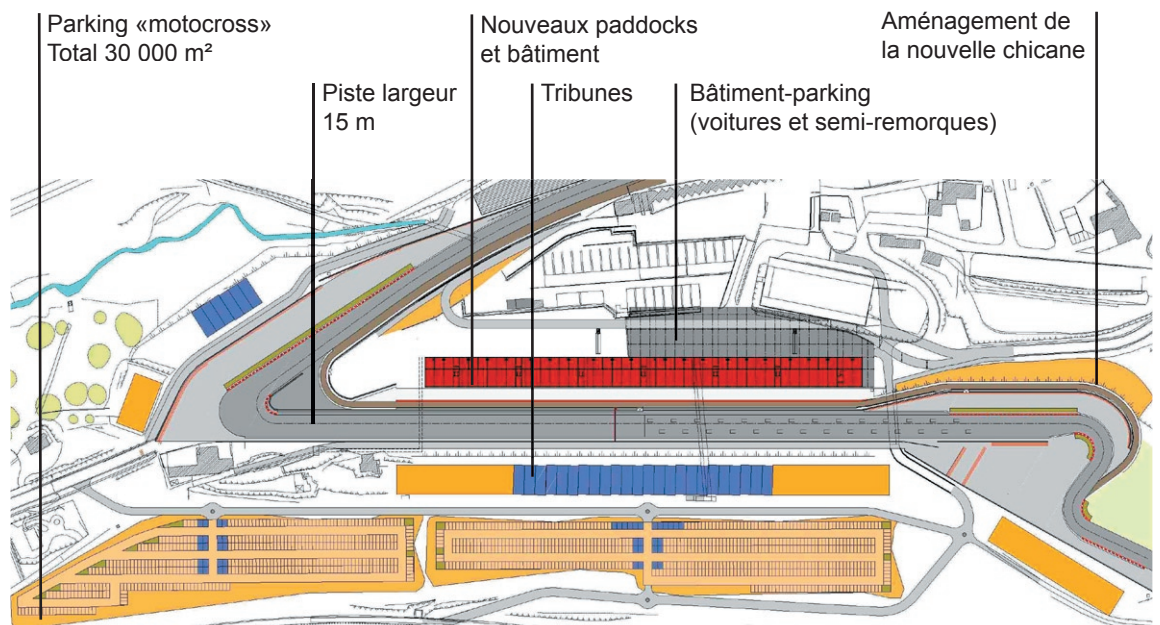 Parking «motocross»
Total 30 000 m²
Nouveaux paddocks
et bâtiment
Aménagement de
la nouvelle chicane
Piste largeur
15 m
Tribunes
Bâtiment-parking
(voitures et semi-remorques)